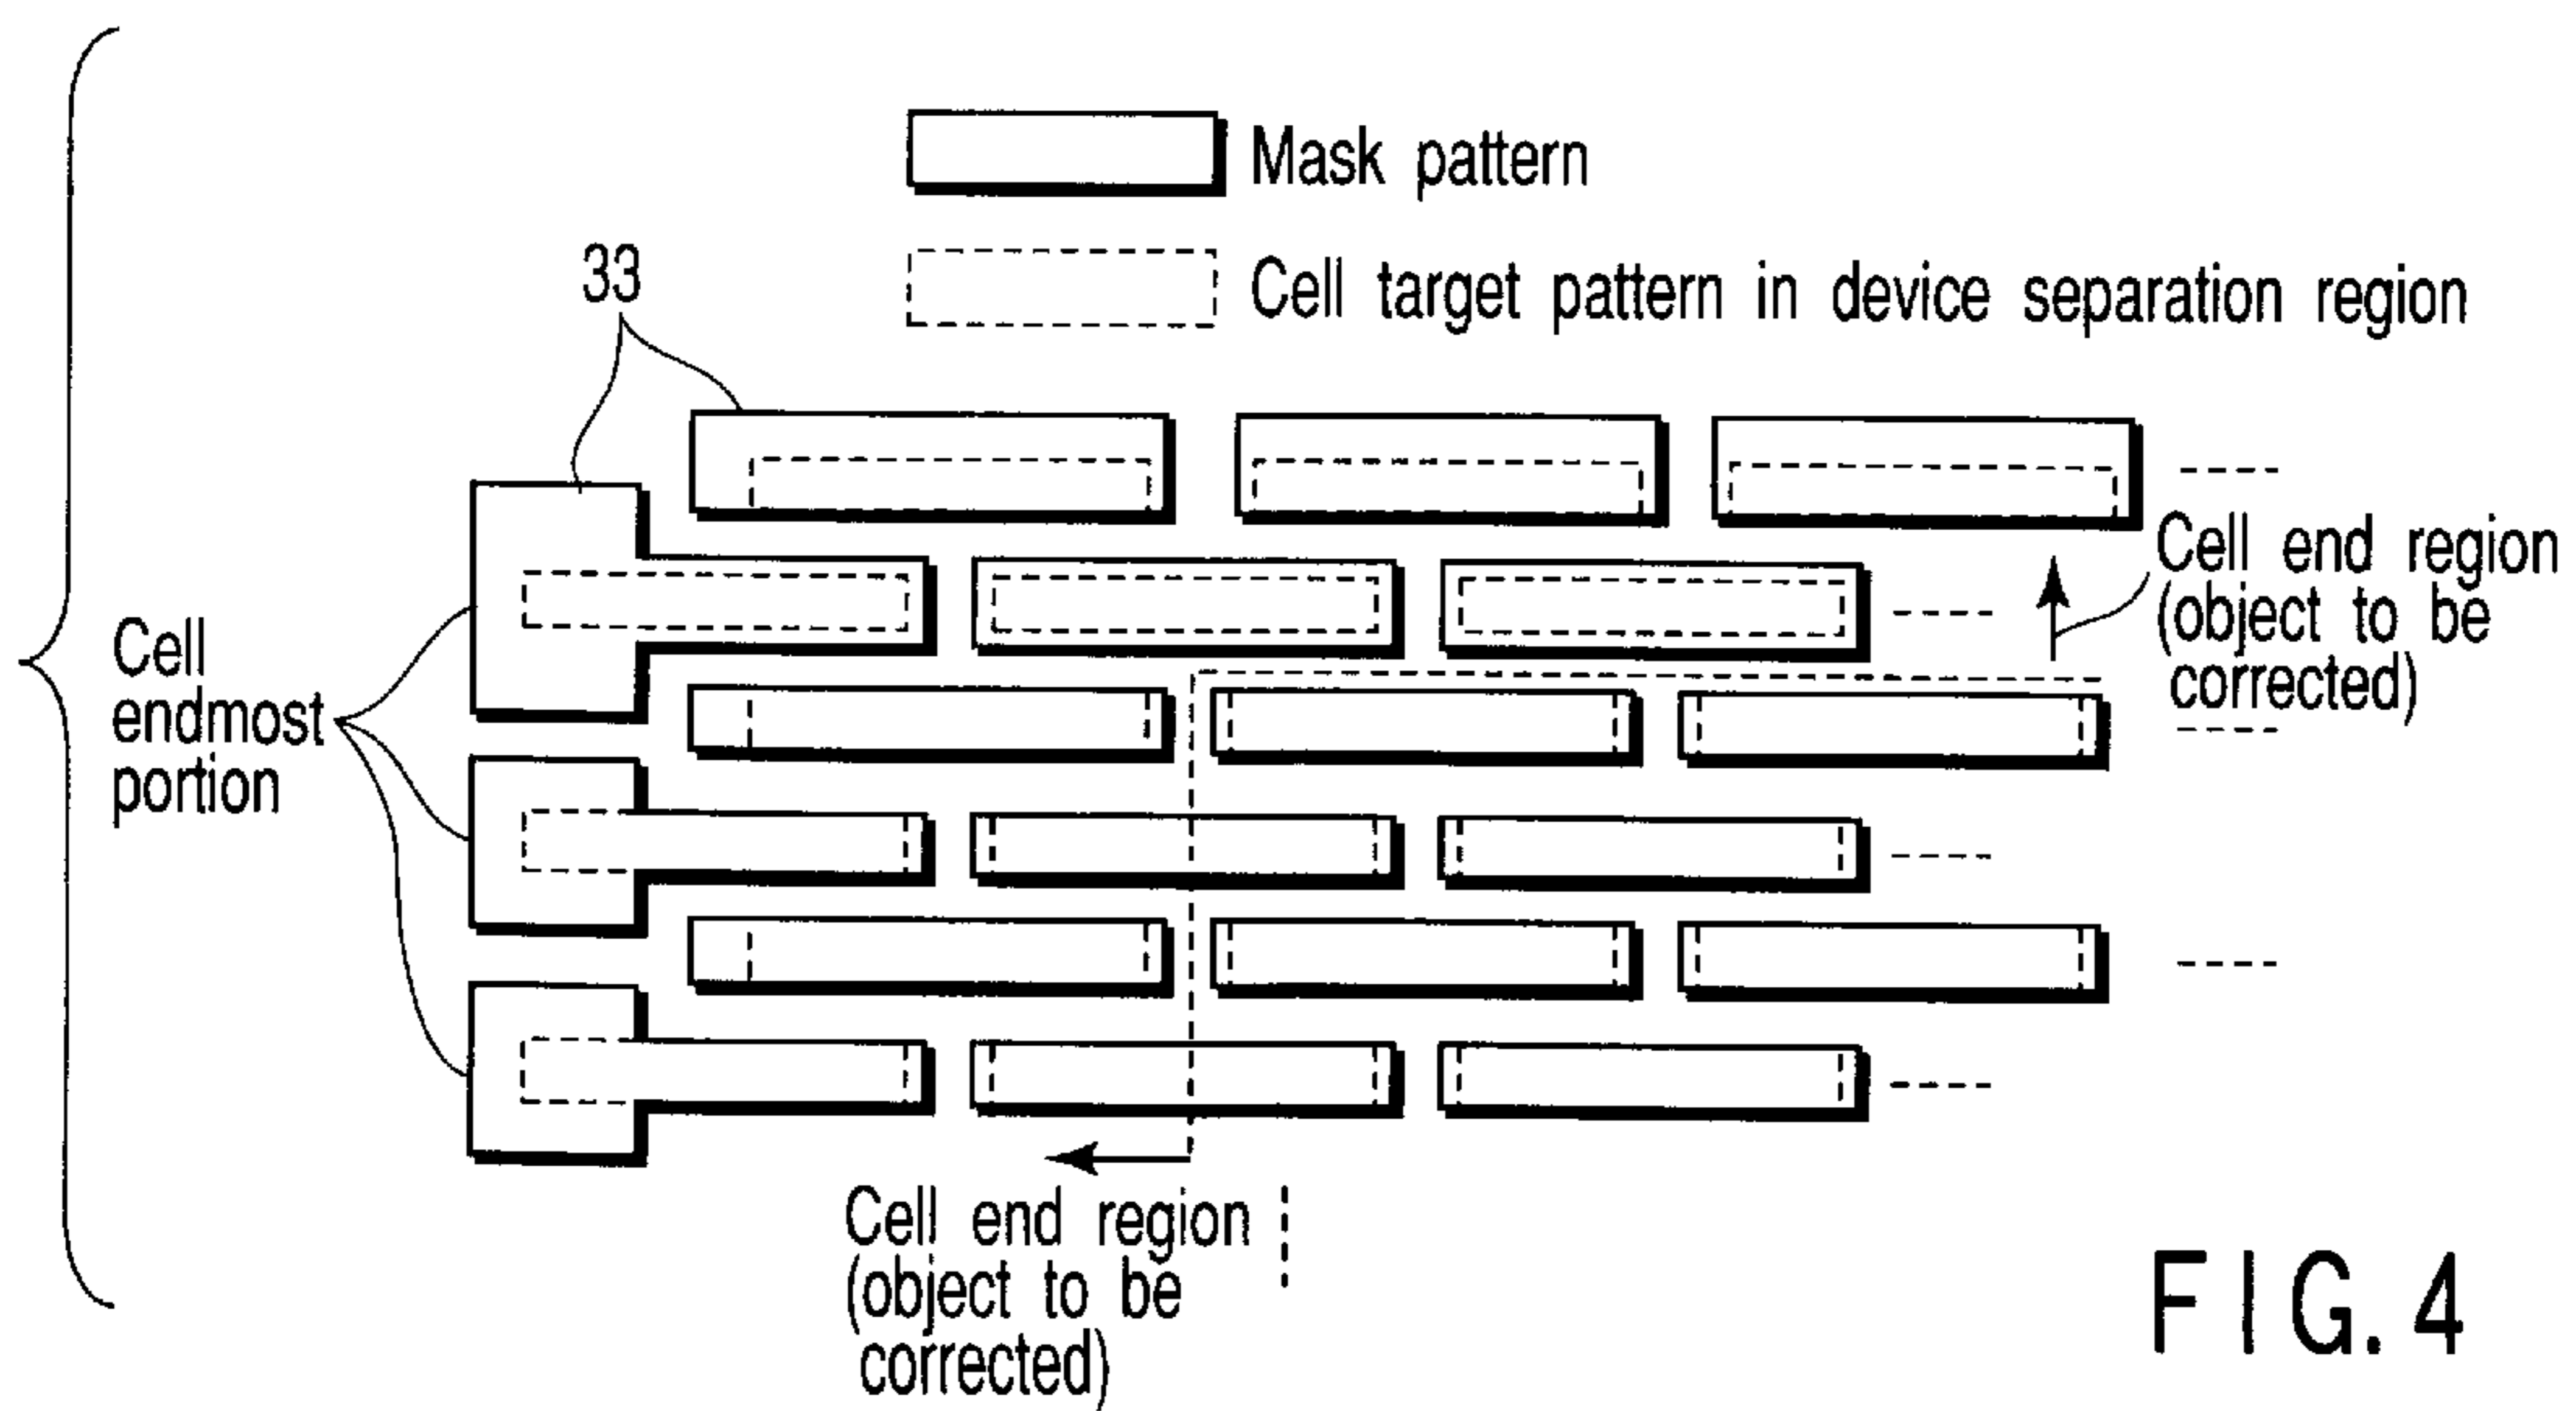 Mask pattern
Cell target pattern in device separation region
33
Cell end region
(object to be
corrected)
Cell
endmost
portion
Cell end region
(object to be
corrected)
FIG. 4